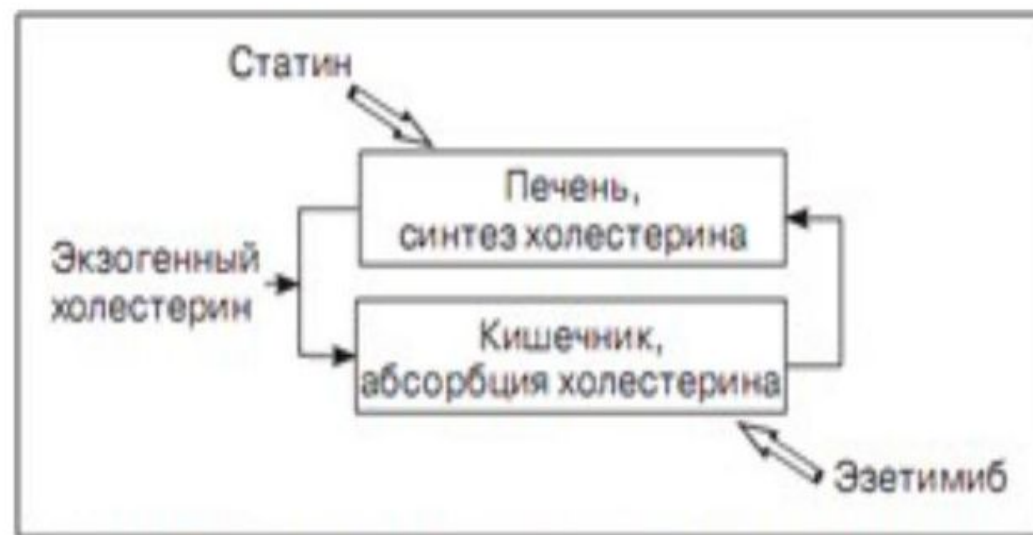 Статин
Печень,
синтез холестерина
Экзогенный
холестерин
Кишечник,
абсорбция холестерина
Эзетимиб